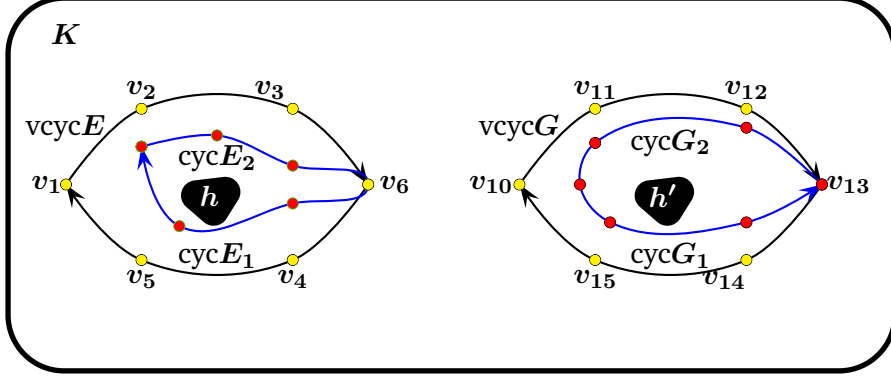 K
v2 v3 v11 v12
vcycE vcycG
cycE2 cycG2
v1 h v6 v10 h′ v13
cycE1 cycG1
v5 v4 v15 v14